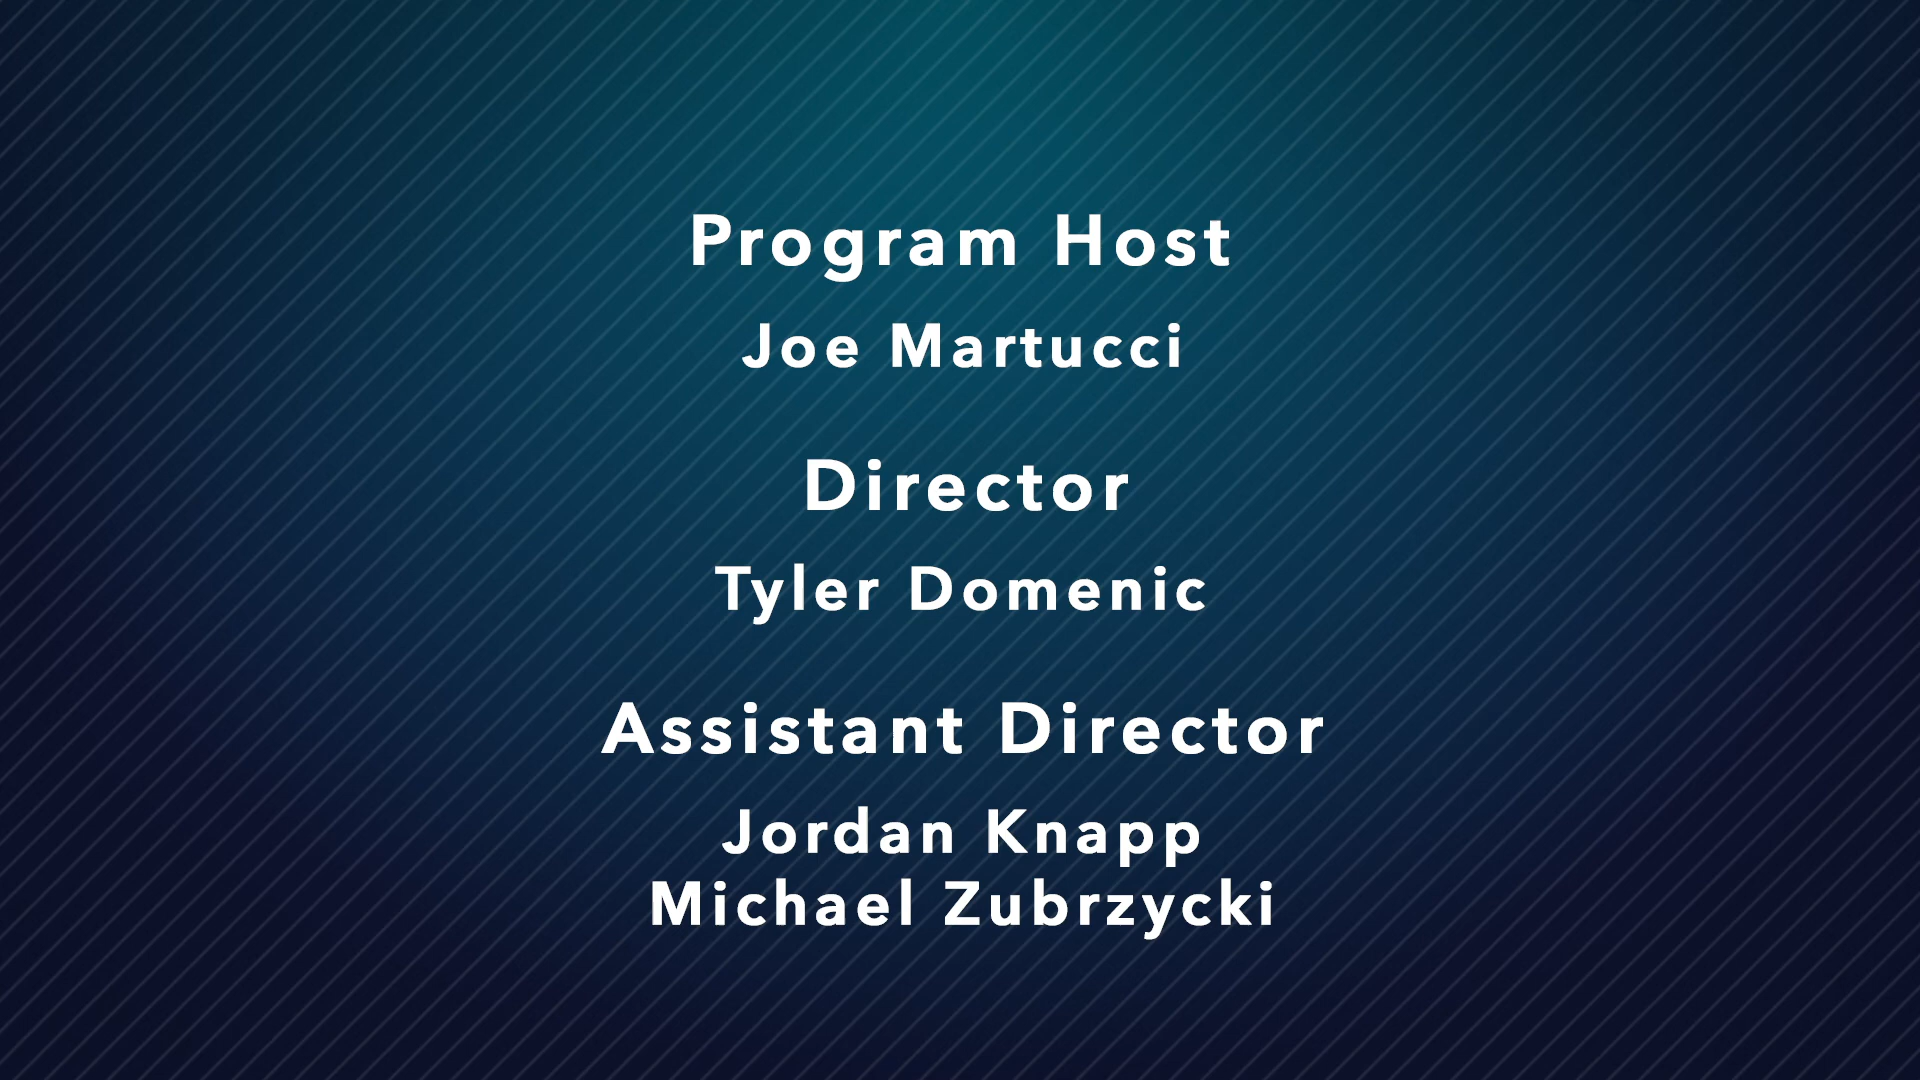 Program Host
Joe Martucci
Director
Tyler Domenic
Assistant Director
Jordan Knapp
Michael Zubrzycki